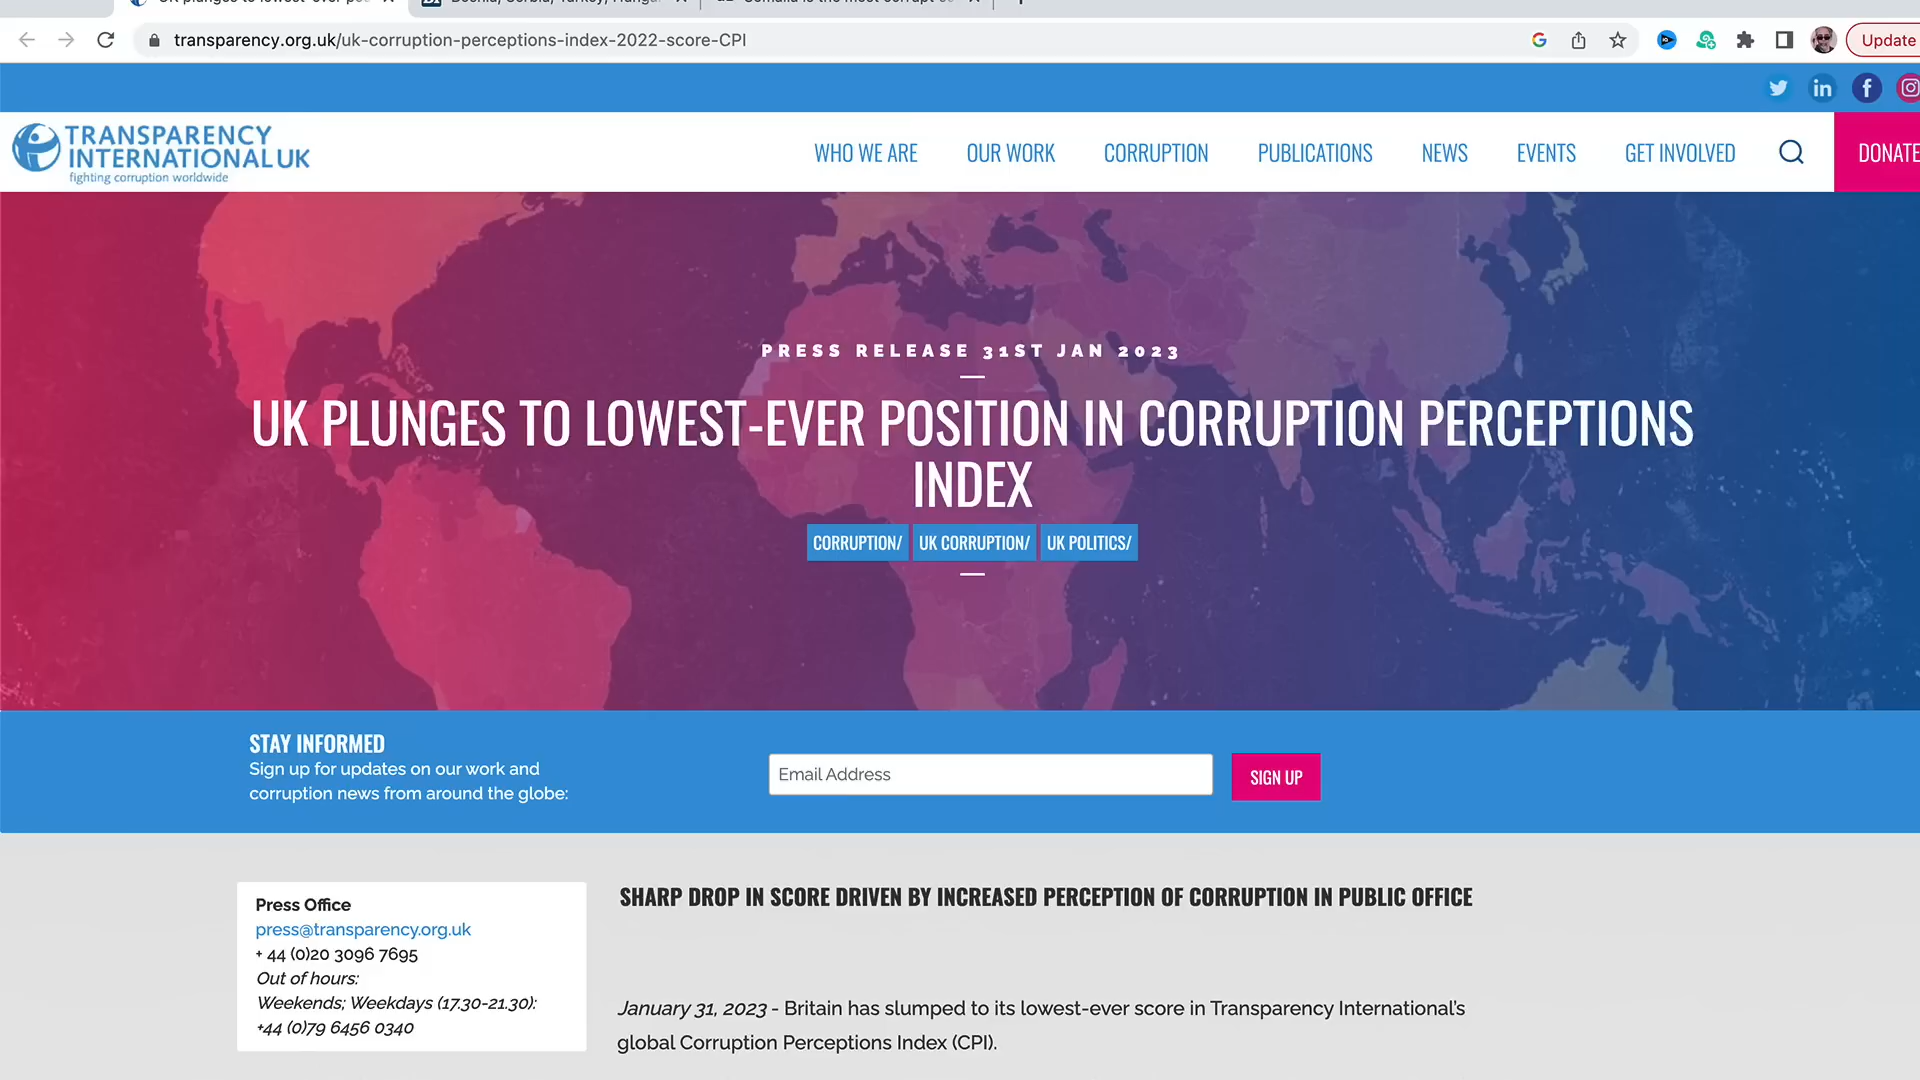 transparency.org.uk/uk-corruption-perceptions-index-2022-score-CPI
Update
TRANSPARENCY
INTERNATIONAL UK
fighting corruption worldwide
WHO WE ARE
OUR WORK
CORRUPTION
PUBLICATIONS
NEWS
EVENTS
GET INVOLVED
DONATE
PRESS RELEASE 31ST JAN 2023
UK PLUNGES TO LOWEST-EVER POSITION IN CORRUPTION PERCEPTIONS
INDEX
CORRUPTION/ UK CORRUPTION/ UK POLITICS/
STAY INFORMED
Sign up for updates on our work and
corruption news from around the globe:
Email Address
SIGN UP
Press Office
press@transparency.org.uk
+ 44 (0)20 3096 7695
Out of hours:
Weekends; Weekdays (17.30-21.30):
+44 (0)79 6456 0340
SHARP DROP IN SCORE DRIVEN BY INCREASED PERCEPTION OF CORRUPTION IN PUBLIC OFFICE
January 31, 2023 - Britain has slumped to its lowest-ever score in Transparency International's
global Corruption Perceptions Index (CPI).